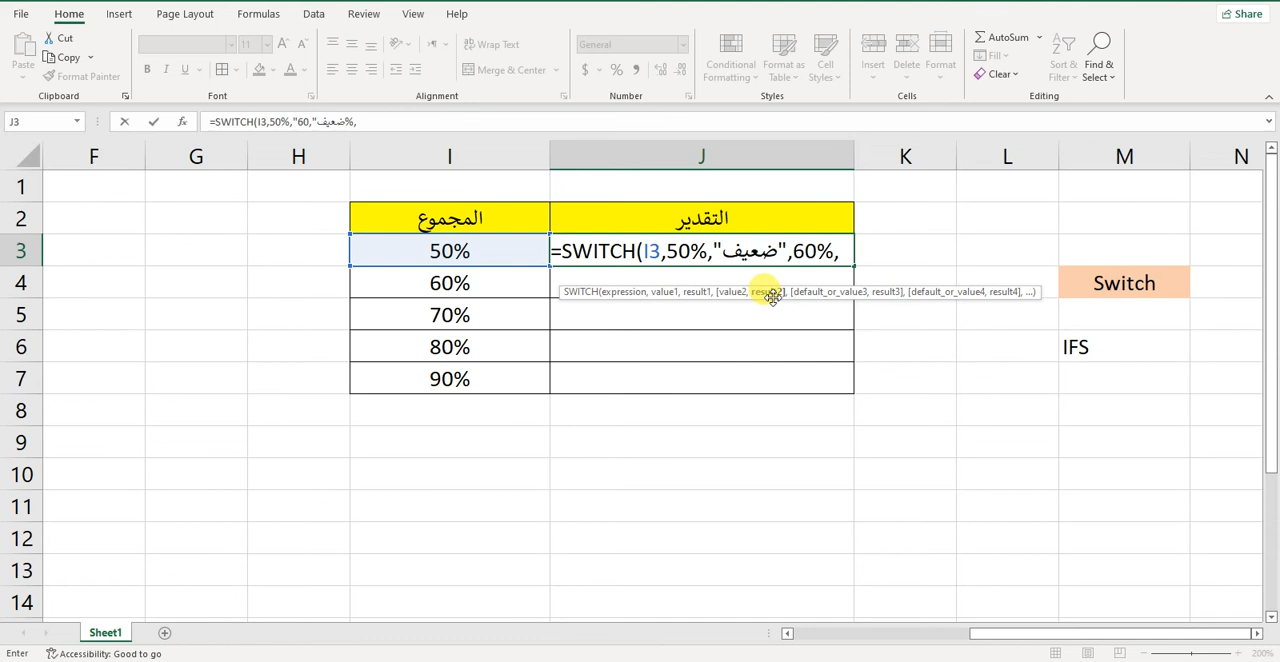 File Home Insert Page Layout Formulas Data Review View Help Share
Paste Cut Copy Format Painter Clipboard
11 B I U A Font
Wrap Text Merge & Center Alignment
General $ % Number
Conditional Formatting Format as Table Cell Styles Styles
Insert Delete Format Cells
AutoSum Fill Clear Sort & Filter Find & Select Editing
J3 fx =SWITCH(I3,50%,"ضعيف",60%,
F G H I J K L M N
1
2 المجموع التقدير
3 50% =SWITCH(I3,50%,"ضعيف",60%,
4 60% Switch
SWITCH(expression, value1, result1, [value2, result2], [default_or_value3, result3], [default_or_value4, result4], ...)
5 70%
6 80% IFS
7 90%
8
9
10
11
12
13
14
Sheet1
Enter Accessibility: Good to go 200%